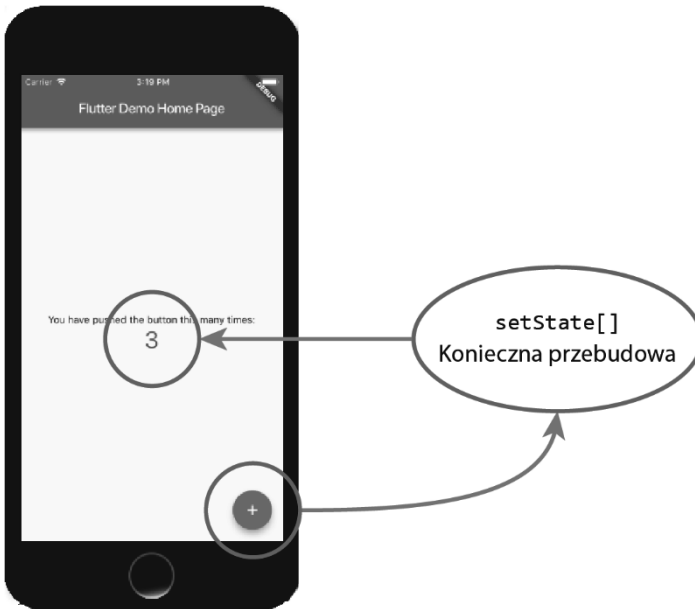 Carrier 3:19 PM
DEBUG
Flutter Demo Home Page
You have pushed the button this many times:
3
+
setState[]
Konieczna przebudowa